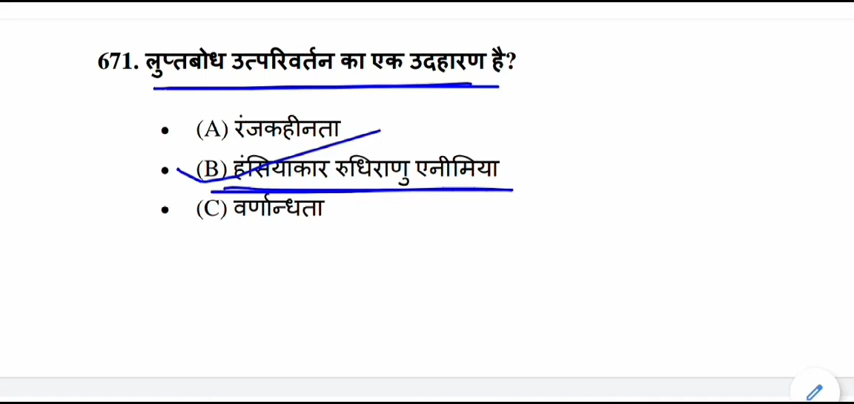 671. लुप्तबोध उत्परिवर्तन का एक उदहारण है?
• (A) रंजकहीनता
• (B) हंसियाकार रुधिराणु एनीमिया
• (C) वर्णान्धता